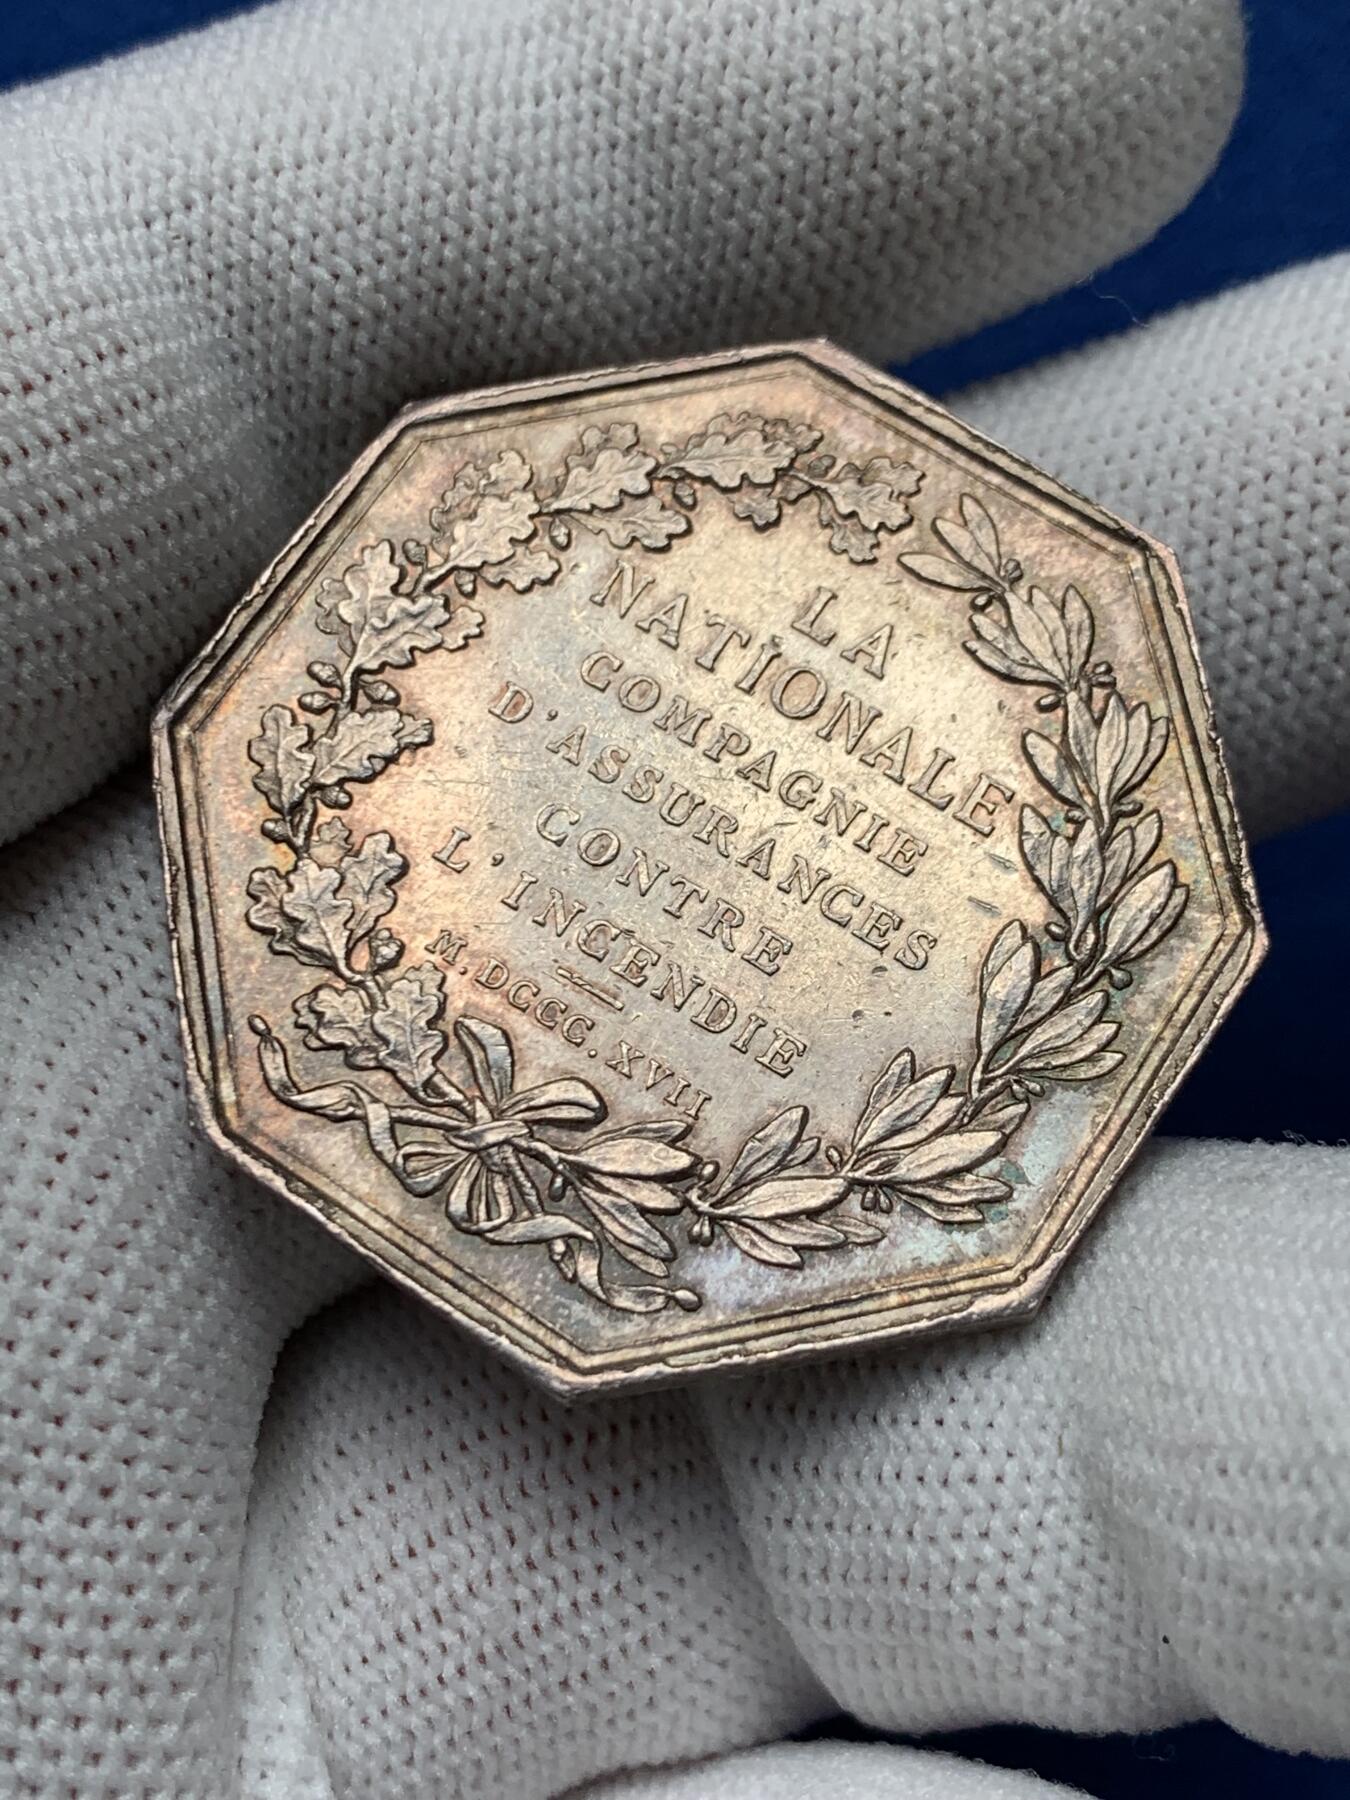 LA
NATIONALE
COMPAGNIE
D'ASSURANCES
CONTRE
L'INCENDIE
M.DCCC.XVII